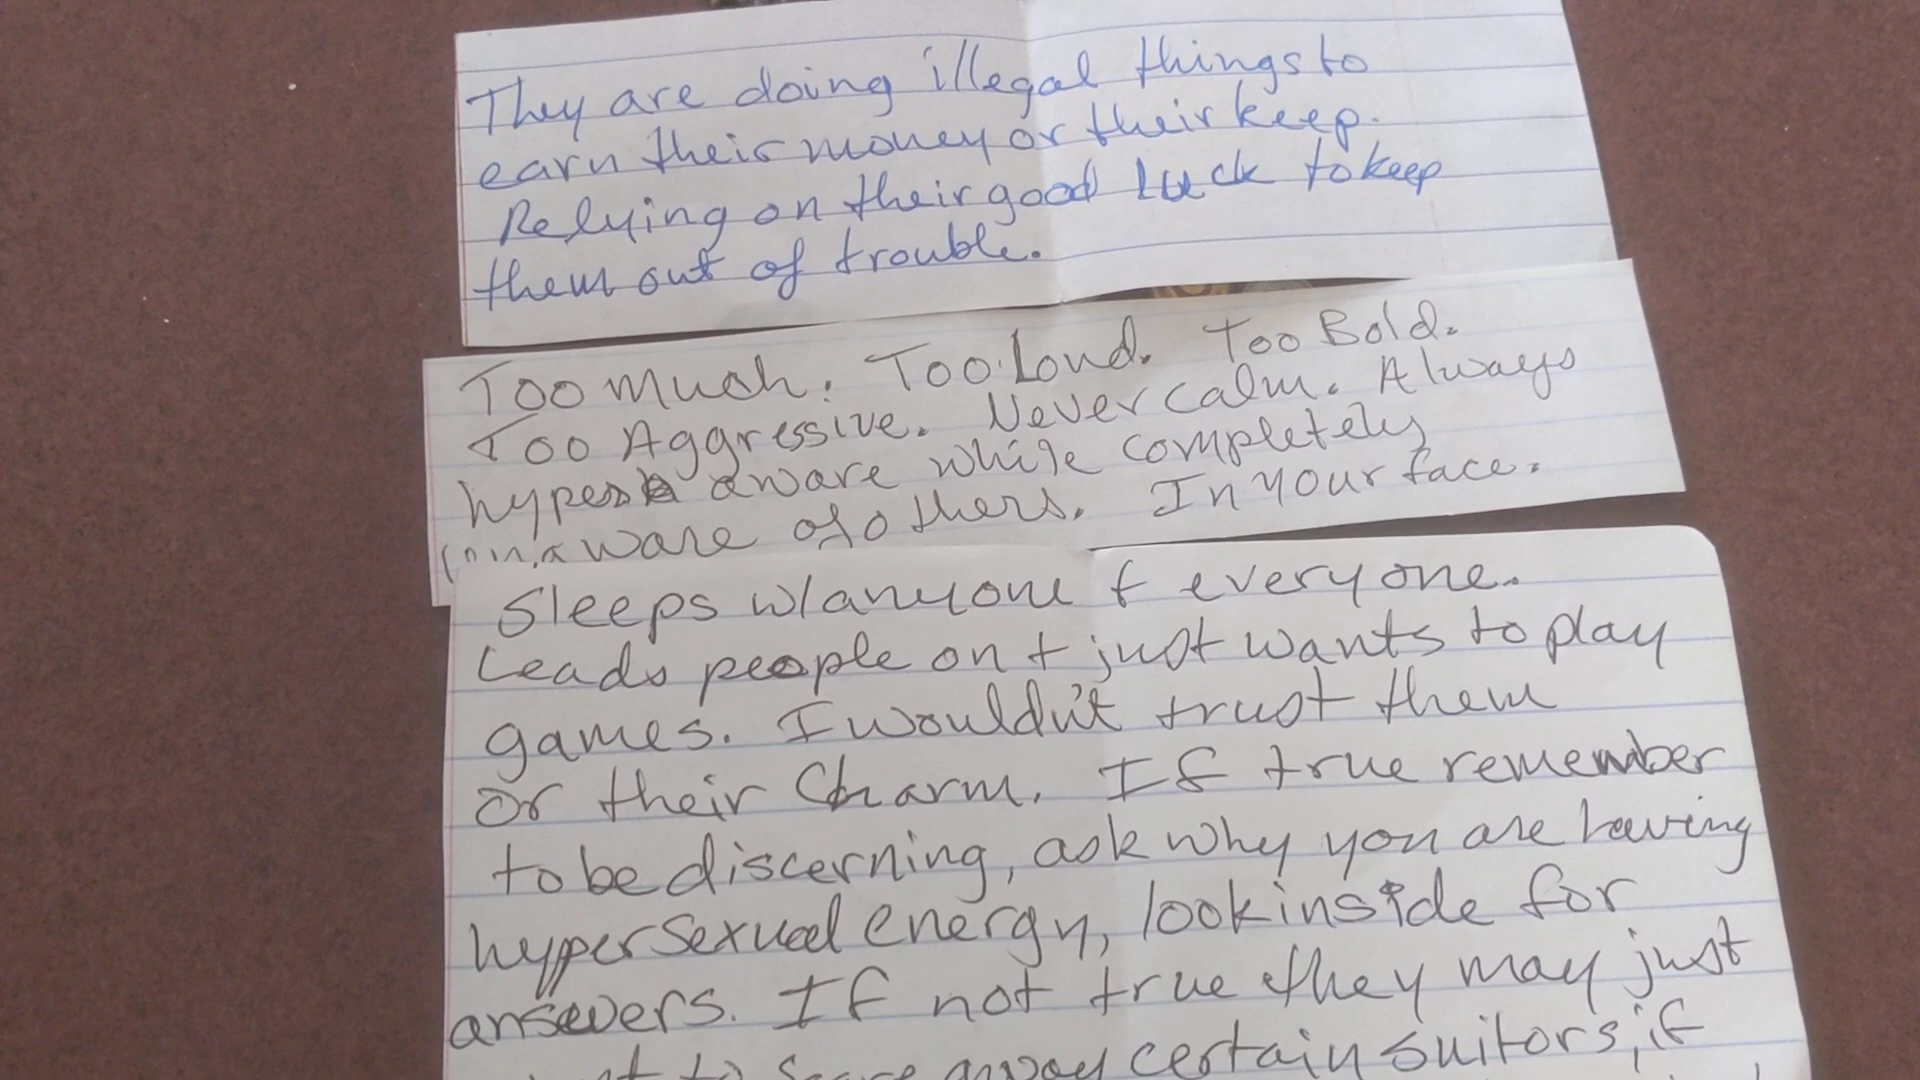 They are doing illegal things to
earn their money or their keep.
Relying on their good luck to keep
them out of trouble.
Too much. Too Loud. Too Bold.
Too Aggressive. Never calm. Always
hyper aware while completely
unaware of others. In your face.
Sleeps w/anyone & everyone.
Leads people on + just wants to play
games. I wouldn't trust them
or their Charm. If true remember
to be discerning, ask why you are having
hypersexual energy, look inside for
answers. If not true they may just
to scare away certain suitors, if